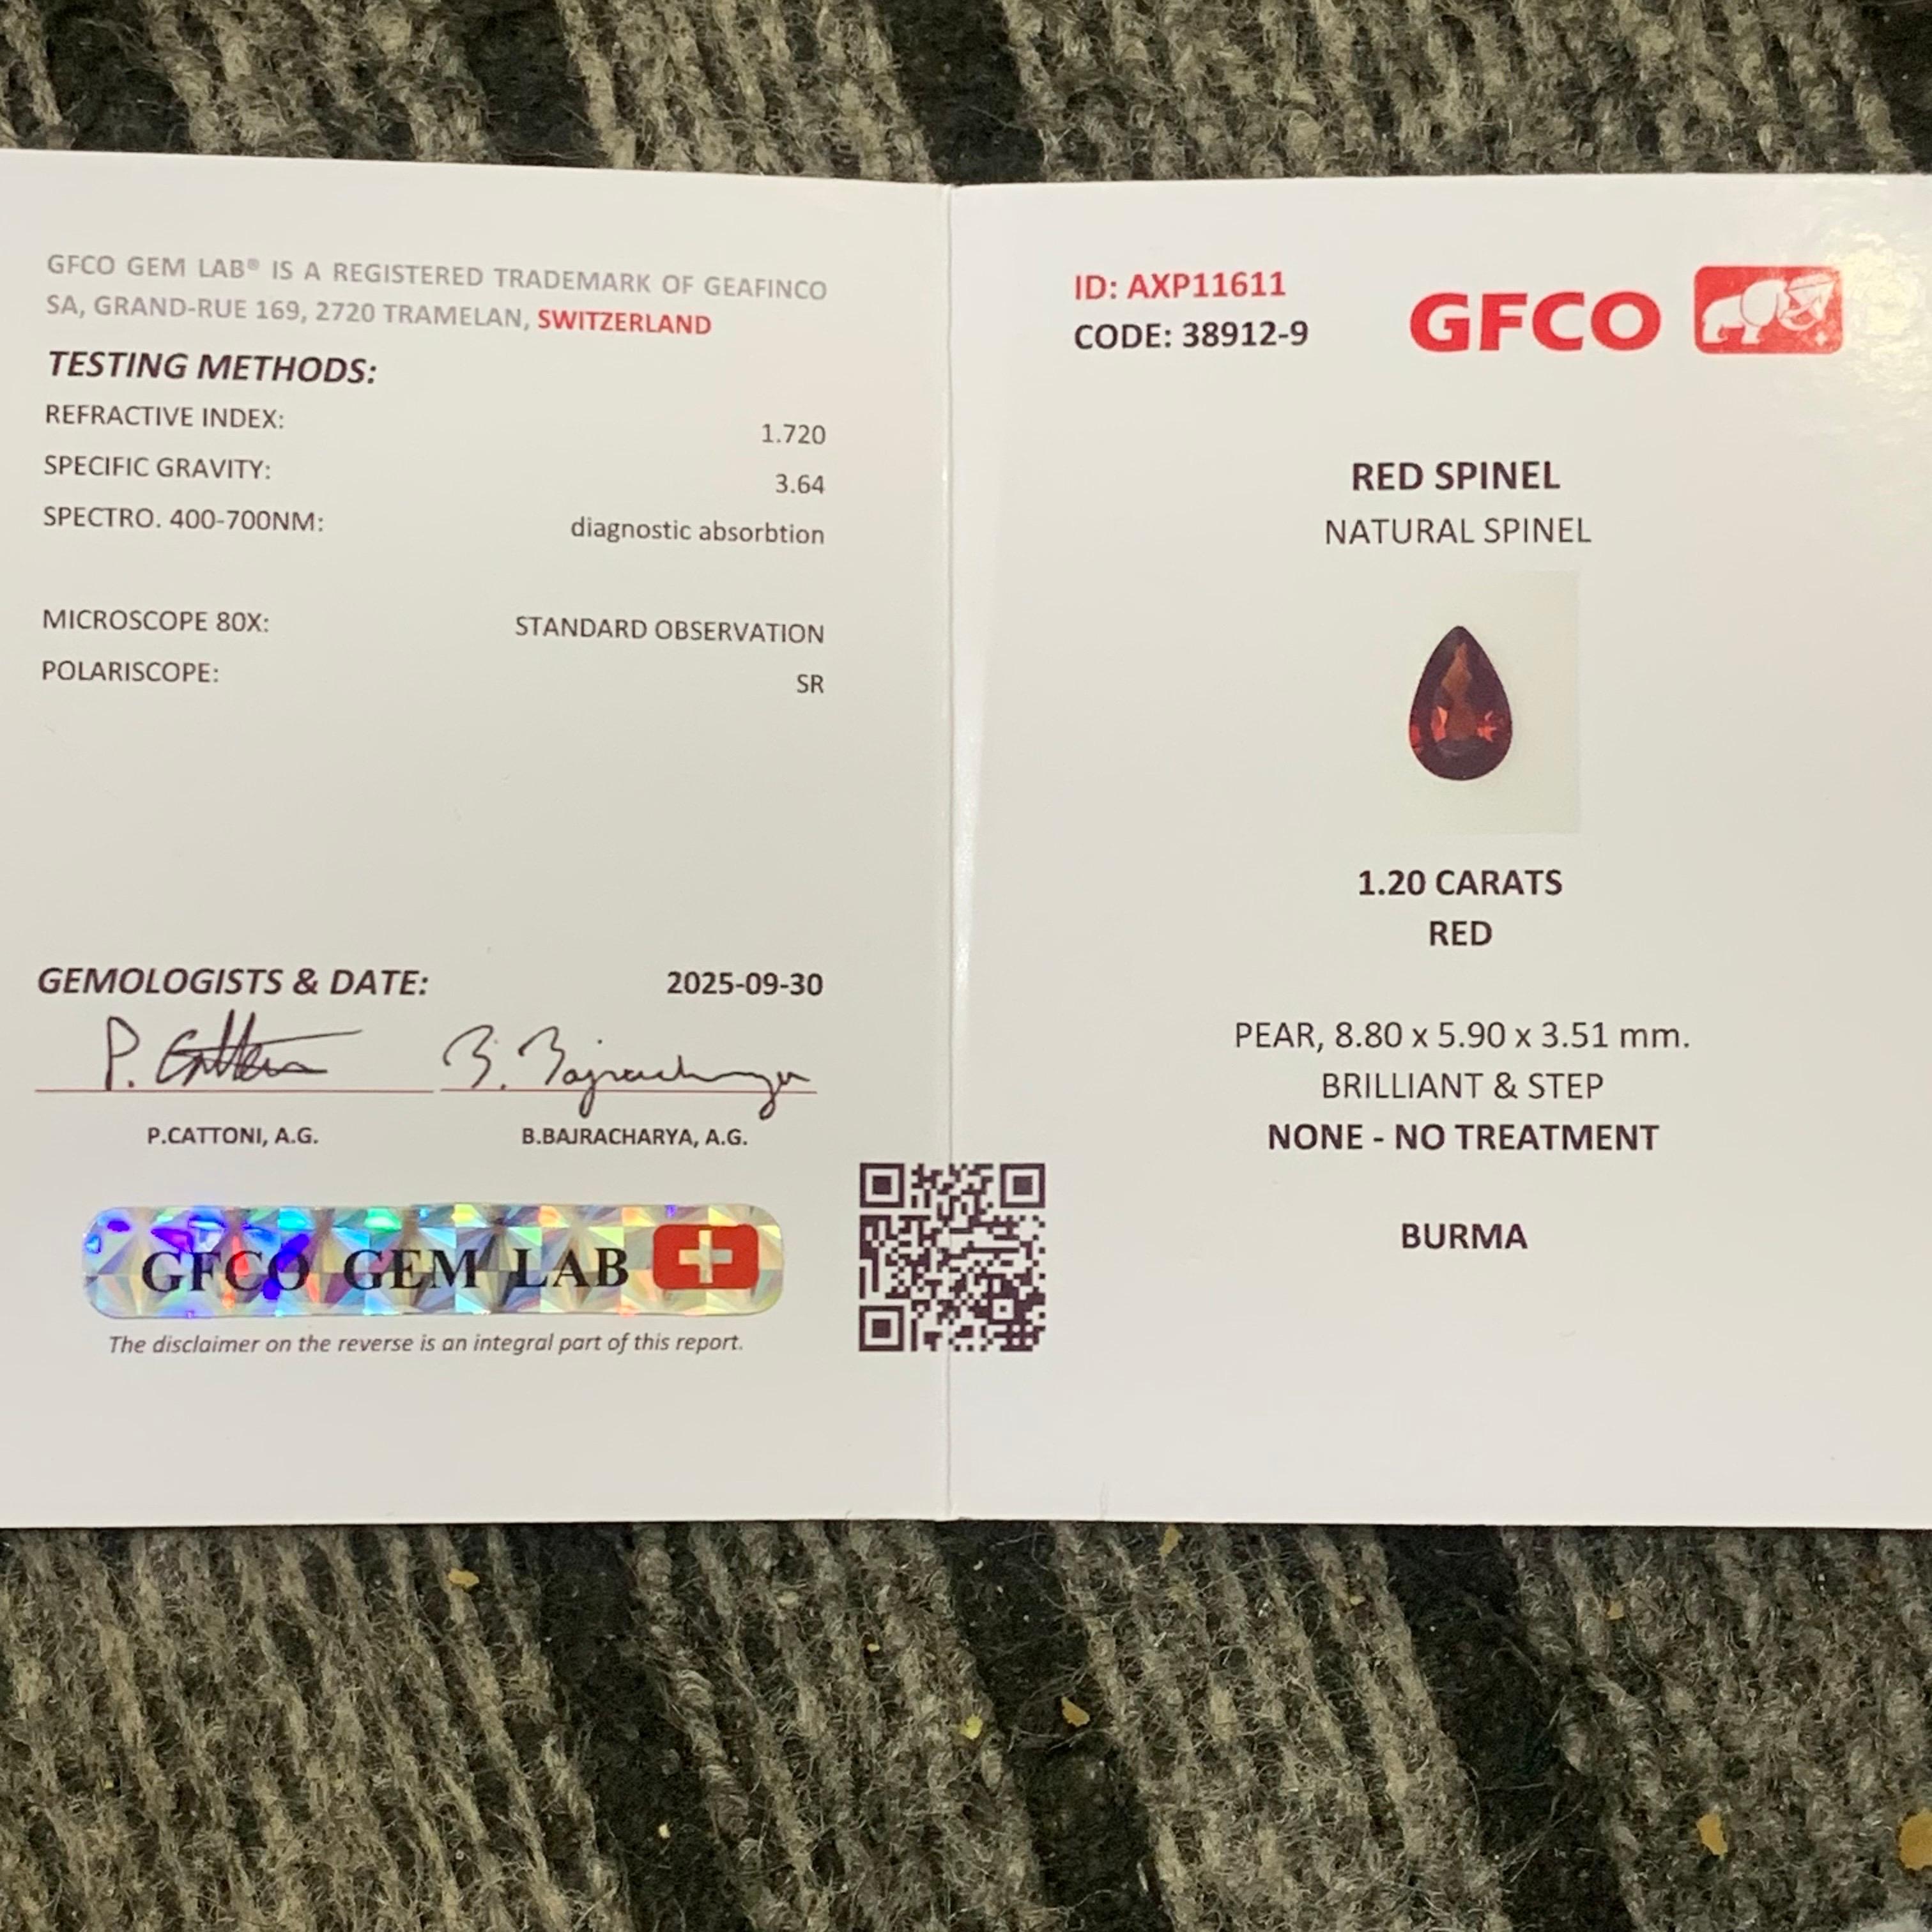 GFCO GEM LAB® IS A REGISTERED TRADEMARK OF GEAFINCO
SA, GRAND-RUE 169, 2720 TRAMELAN, SWITZERLAND
TESTING METHODS:
REFRACTIVE INDEX: 1.720
SPECIFIC GRAVITY: 3.64
SPECTRO. 400-700NM: diagnostic absorbtion
MICROSCOPE 80X: STANDARD OBSERVATION
POLARISCOPE: SR
GEMOLOGISTS & DATE: 2025-09-30
P. Cattoni B. Bajracharya
P.CATTONI, A.G. B.BAJRACHARYA, A.G.
GFCO GEM LAB
The disclaimer on the reverse is an integral part of this report.
ID: AXP11611
CODE: 38912-9
GFCO
RED SPINEL
NATURAL SPINEL
1.20 CARATS
RED
PEAR, 8.80 x 5.90 x 3.51 mm.
BRILLIANT & STEP
NONE - NO TREATMENT
BURMA